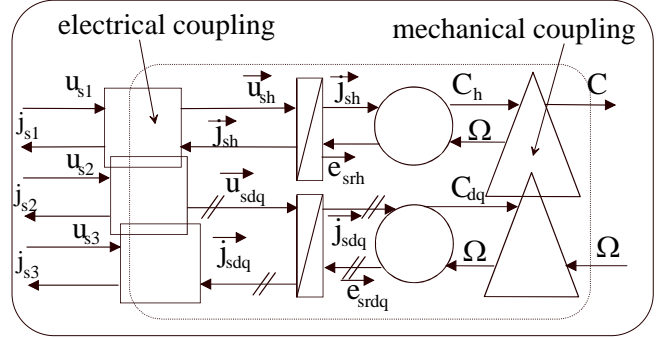 electrical coupling
mechanical coupling
u_s1
u_sh
j_sh
C_h
C
j_s1
j_sh
Ω
u_s2
e_srh
u_sdq
C_dq
j_s2
u_s3
j_sdq
j_sdq
Ω
Ω
j_s3
e_srdq